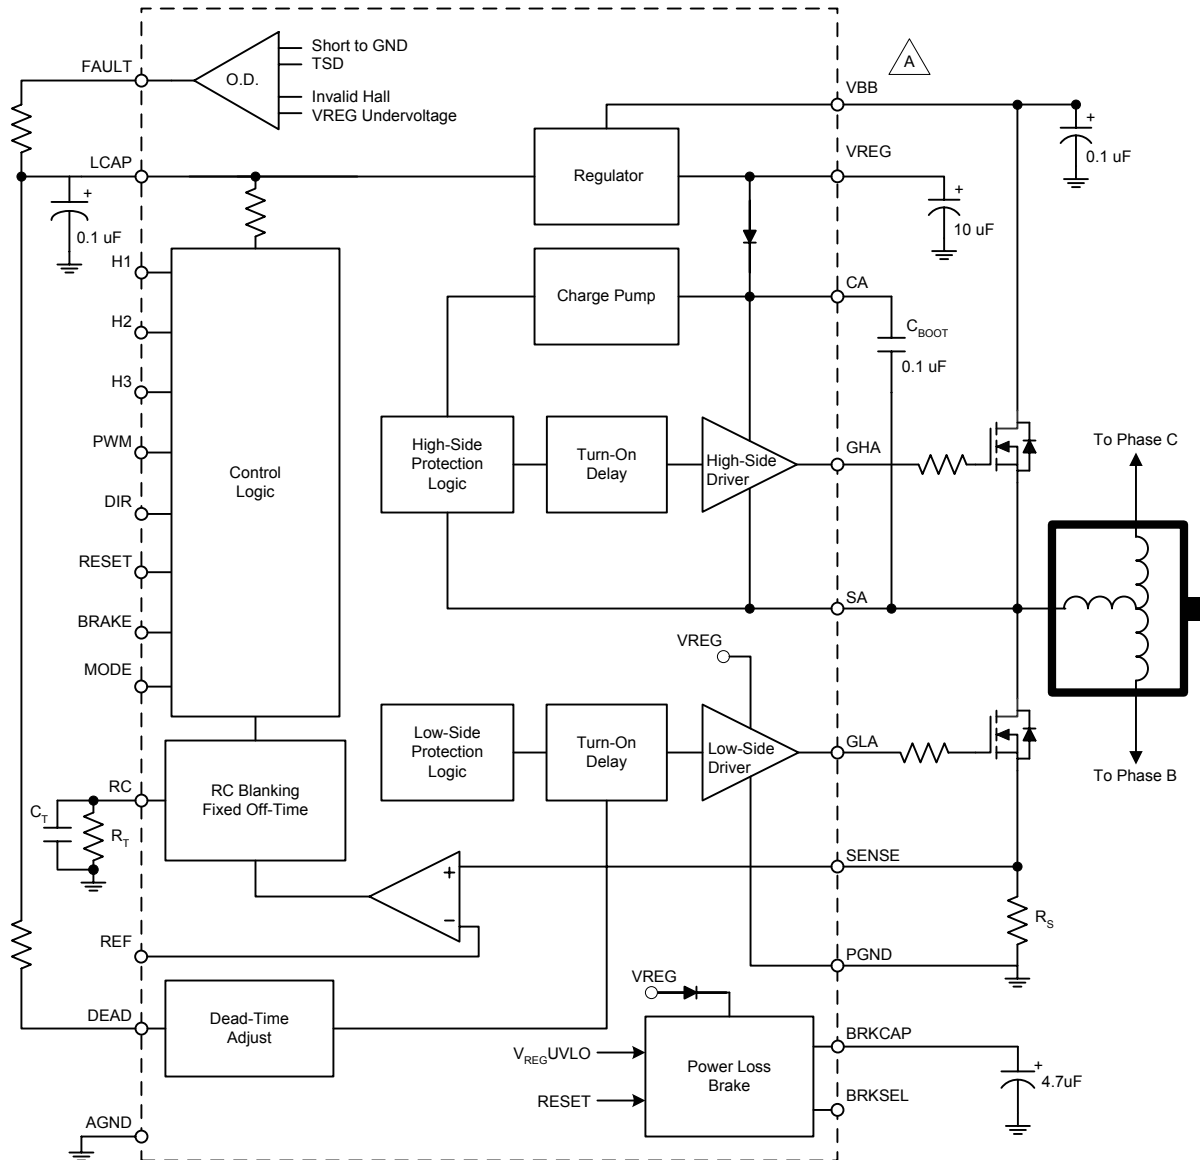 Short to GND
TSD
Invalid Hall
VREG Undervoltage
O.D.
FAULT
A
VBB
0.1 uF
LCAP
VREG
Regulator
0.1 uF
10 uF
H1
H2
H3
PWM
DIR
RESET
BRAKE
MODE
Control
Logic
Charge Pump
CA
CBOOT
0.1 uF
High-Side
Protection
Logic
Turn-On
Delay
High-Side
Driver
GHA
To Phase C
SA
VREG
Low-Side
Protection
Logic
Turn-On
Delay
Low-Side
Driver
GLA
To Phase B
RC
CT
RT
RC Blanking
Fixed Off-Time
SENSE
RS
REF
PGND
DEAD
Dead-Time
Adjust
VREG
VREGUVLO
RESET
Power Loss
Brake
BRKCAP
4.7uF
BRKSEL
AGND